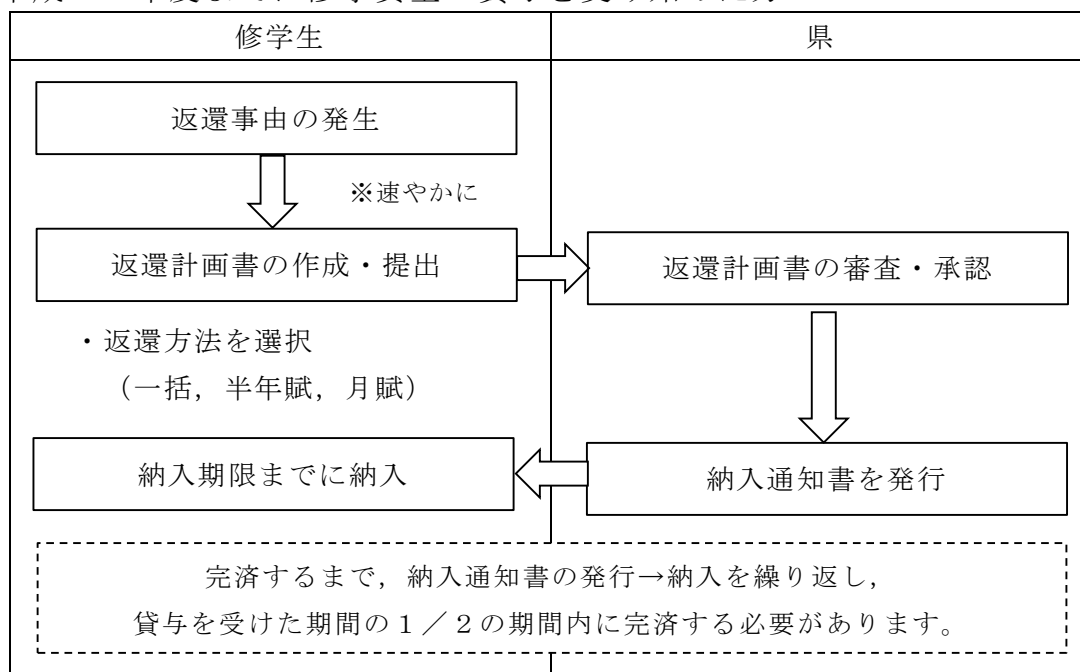 修学生
県
返還事由の発生
※速やかに
返還計画書の作成・提出
返還計画書の審査・承認
・返還方法を選択
（一括，半年賦，月賦）
納入期限までに納入
納入通知書を発行
完済するまで，納入通知書の発行→納入を繰り返し，
貸与を受けた期間の１／２の期間内に完済する必要があります。